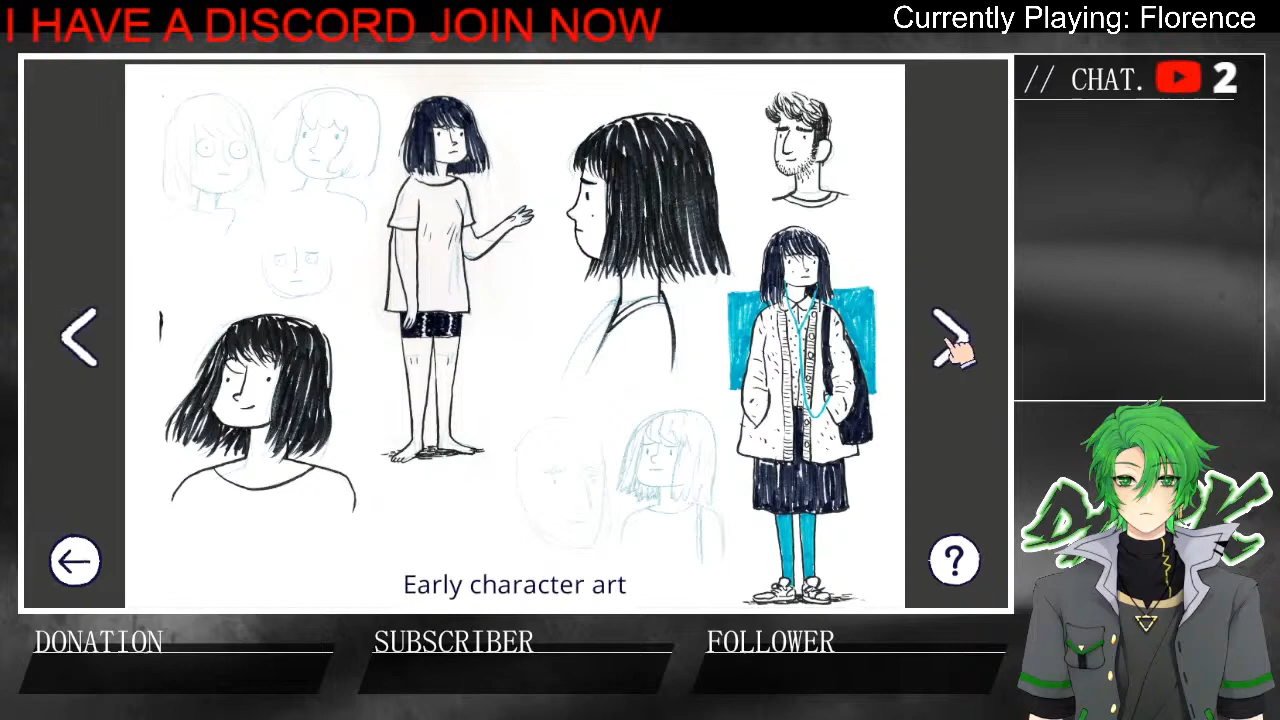 I HAVE A DISCORD JOIN NOW
Currently Playing: Florence
// CHAT. 2
?
Early character art
DONATION
SUBSCRIBER
FOLLOWER